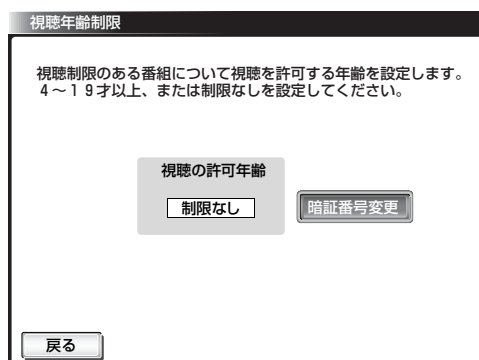 視聴年齢制限
視聴制限のある番組について視聴を許可する年齢を設定します。
4～19才以上、または制限なしを設定してください。
視聴の許可年齢
制限なし
暗証番号変更
戻る